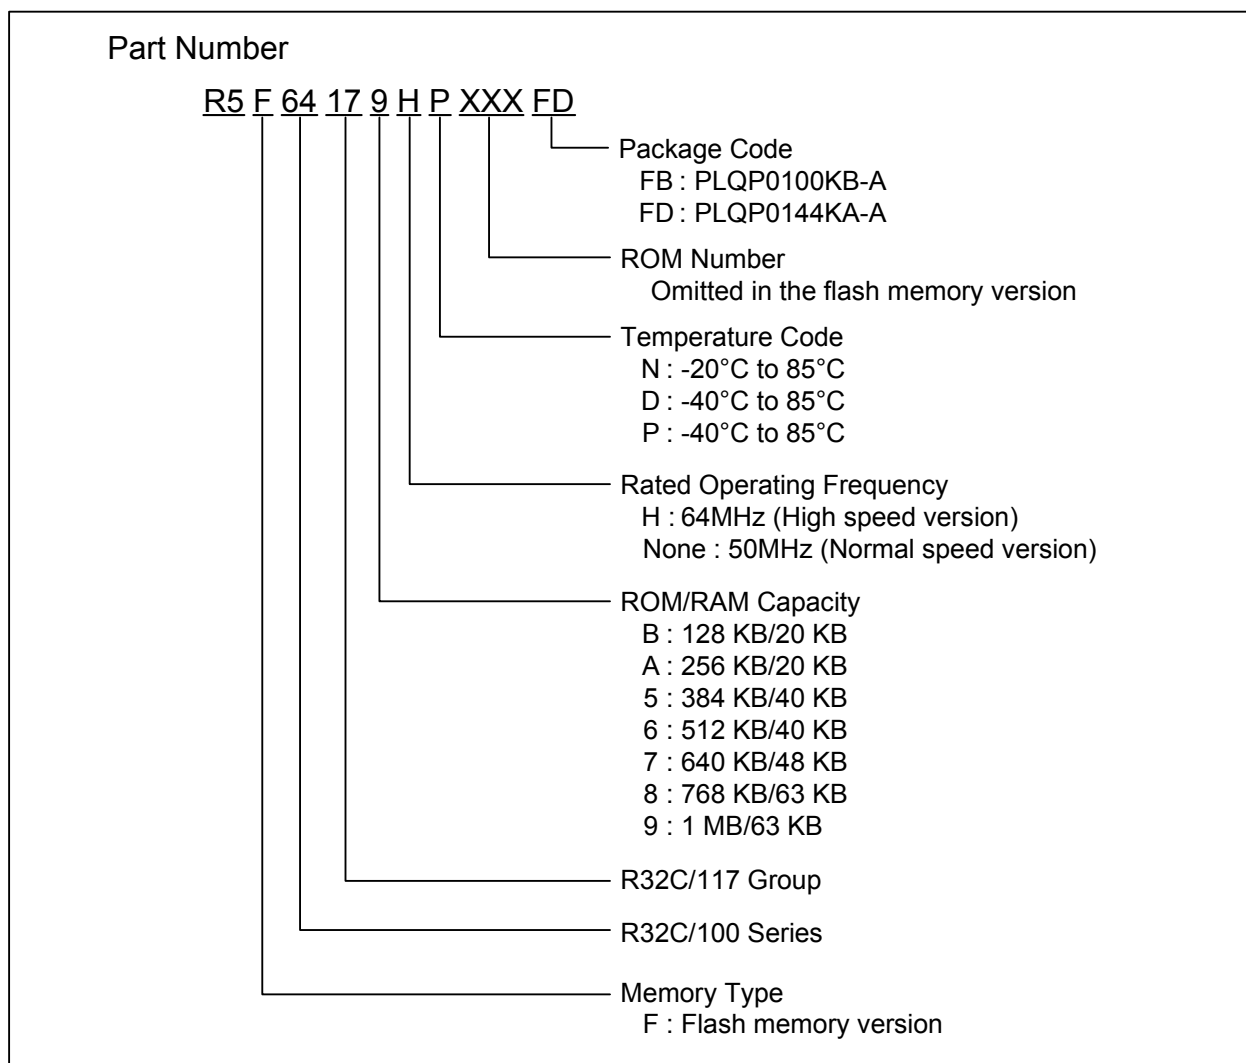 Part Number
R5 F 64 17 9 H P XXX FD
Package Code
FB : PLQP0100KB-A
FD : PLQP0144KA-A
ROM Number
Omitted in the flash memory version
Temperature Code
N : -20°C to 85°C
D : -40°C to 85°C
P : -40°C to 85°C
Rated Operating Frequency
H : 64MHz (High speed version)
None : 50MHz (Normal speed version)
ROM/RAM Capacity
B : 128 KB/20 KB
A : 256 KB/20 KB
5 : 384 KB/40 KB
6 : 512 KB/40 KB
7 : 640 KB/48 KB
8 : 768 KB/63 KB
9 : 1 MB/63 KB
R32C/117 Group
R32C/100 Series
Memory Type
F : Flash memory version